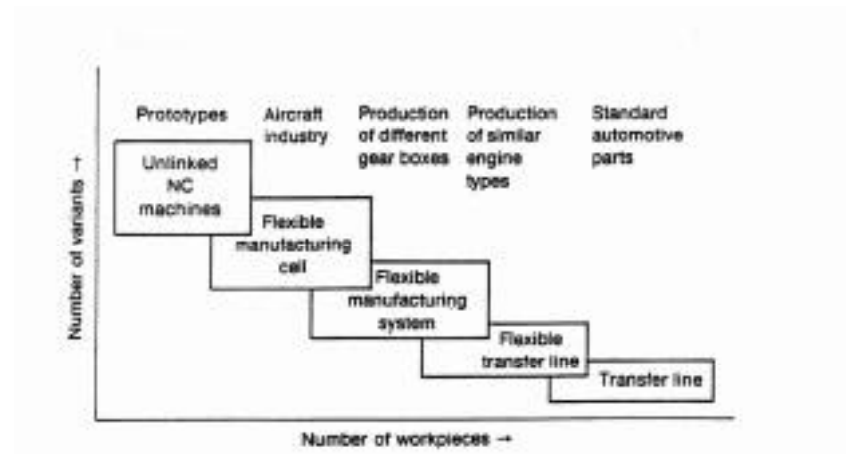 Prototypes
Aircraft
industry
Production
of different
gear boxes
Production
of similar
engine
types
Standard
automotive
parts
Unlinked
NC
machines
Flexible
manufacturing
cell
Flexible
manufacturing
system
Flexible
transfer line
Transfer line
Number of variants →
Number of workpieces →